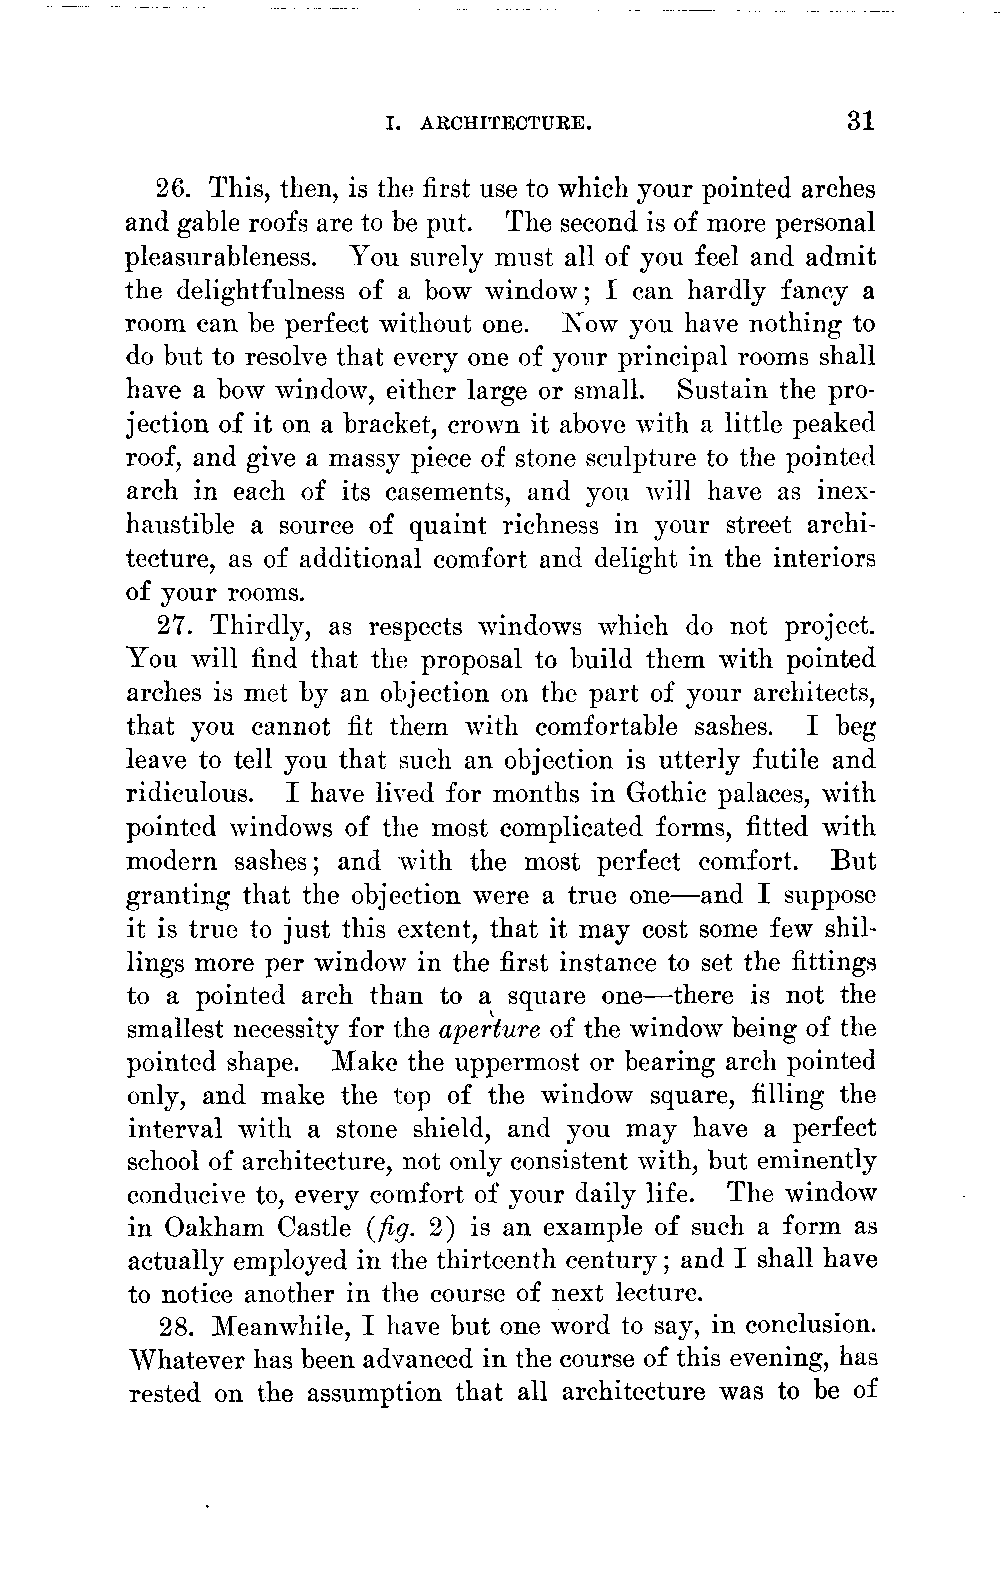 I. ARCHITECTURE. 31
26. This, then, is the first use to which your pointed arches
and gable roofs are to be put. The second is of more personal
pleasurableness. You surely must all of you feel and admit
the delightfulness of a bow window; I can hardly fancy a
room can be perfect without one. Now you have nothing to
do but to resolve that every one of your principal rooms shall
have a bow window, either large or small. Sustain the pro-
jection of it on a bracket, crown it above with a little peaked
roof, and give a massy piece of stone sculpture to the pointed
arch in each of its casements, and you will have as inex-
haustible a source of quaint richness in your street archi-
tecture, as of additional comfort and delight in the interiors
of your rooms.
27. Thirdly, as respects windows which do not project.
You will find that the proposal to build them with pointed
arches is met by an objection on the part of your architects,
that you cannot fit them with comfortable sashes. I beg
leave to tell you that such an objection is utterly futile and
ridiculous. I have lived for months in Gothic palaces, with
pointed windows of the most complicated forms, fitted with
modern sashes; and with the most perfect comfort. But
granting that the objection were a true one—and I suppose
it is true to just this extent, that it may cost some few shil-
lings more per window in the first instance to set the fittings
to a pointed arch than to a square one—there is not the
smallest necessity for the aperture of the window being of the
pointed shape. Make the uppermost or bearing arch pointed
only, and make the top of the window square, filling the
interval with a stone shield, and you may have a perfect
school of architecture, not only consistent with, but eminently
conducive to, every comfort of your daily life. The window
in Oakham Castle (fig. 2) is an example of such a form as
actually employed in the thirteenth century; and I shall have
to notice another in the course of next lecture.
28. Meanwhile, I have but one word to say, in conclusion.
Whatever has been advanced in the course of this evening, has
rested on the assumption that all architecture was to be of